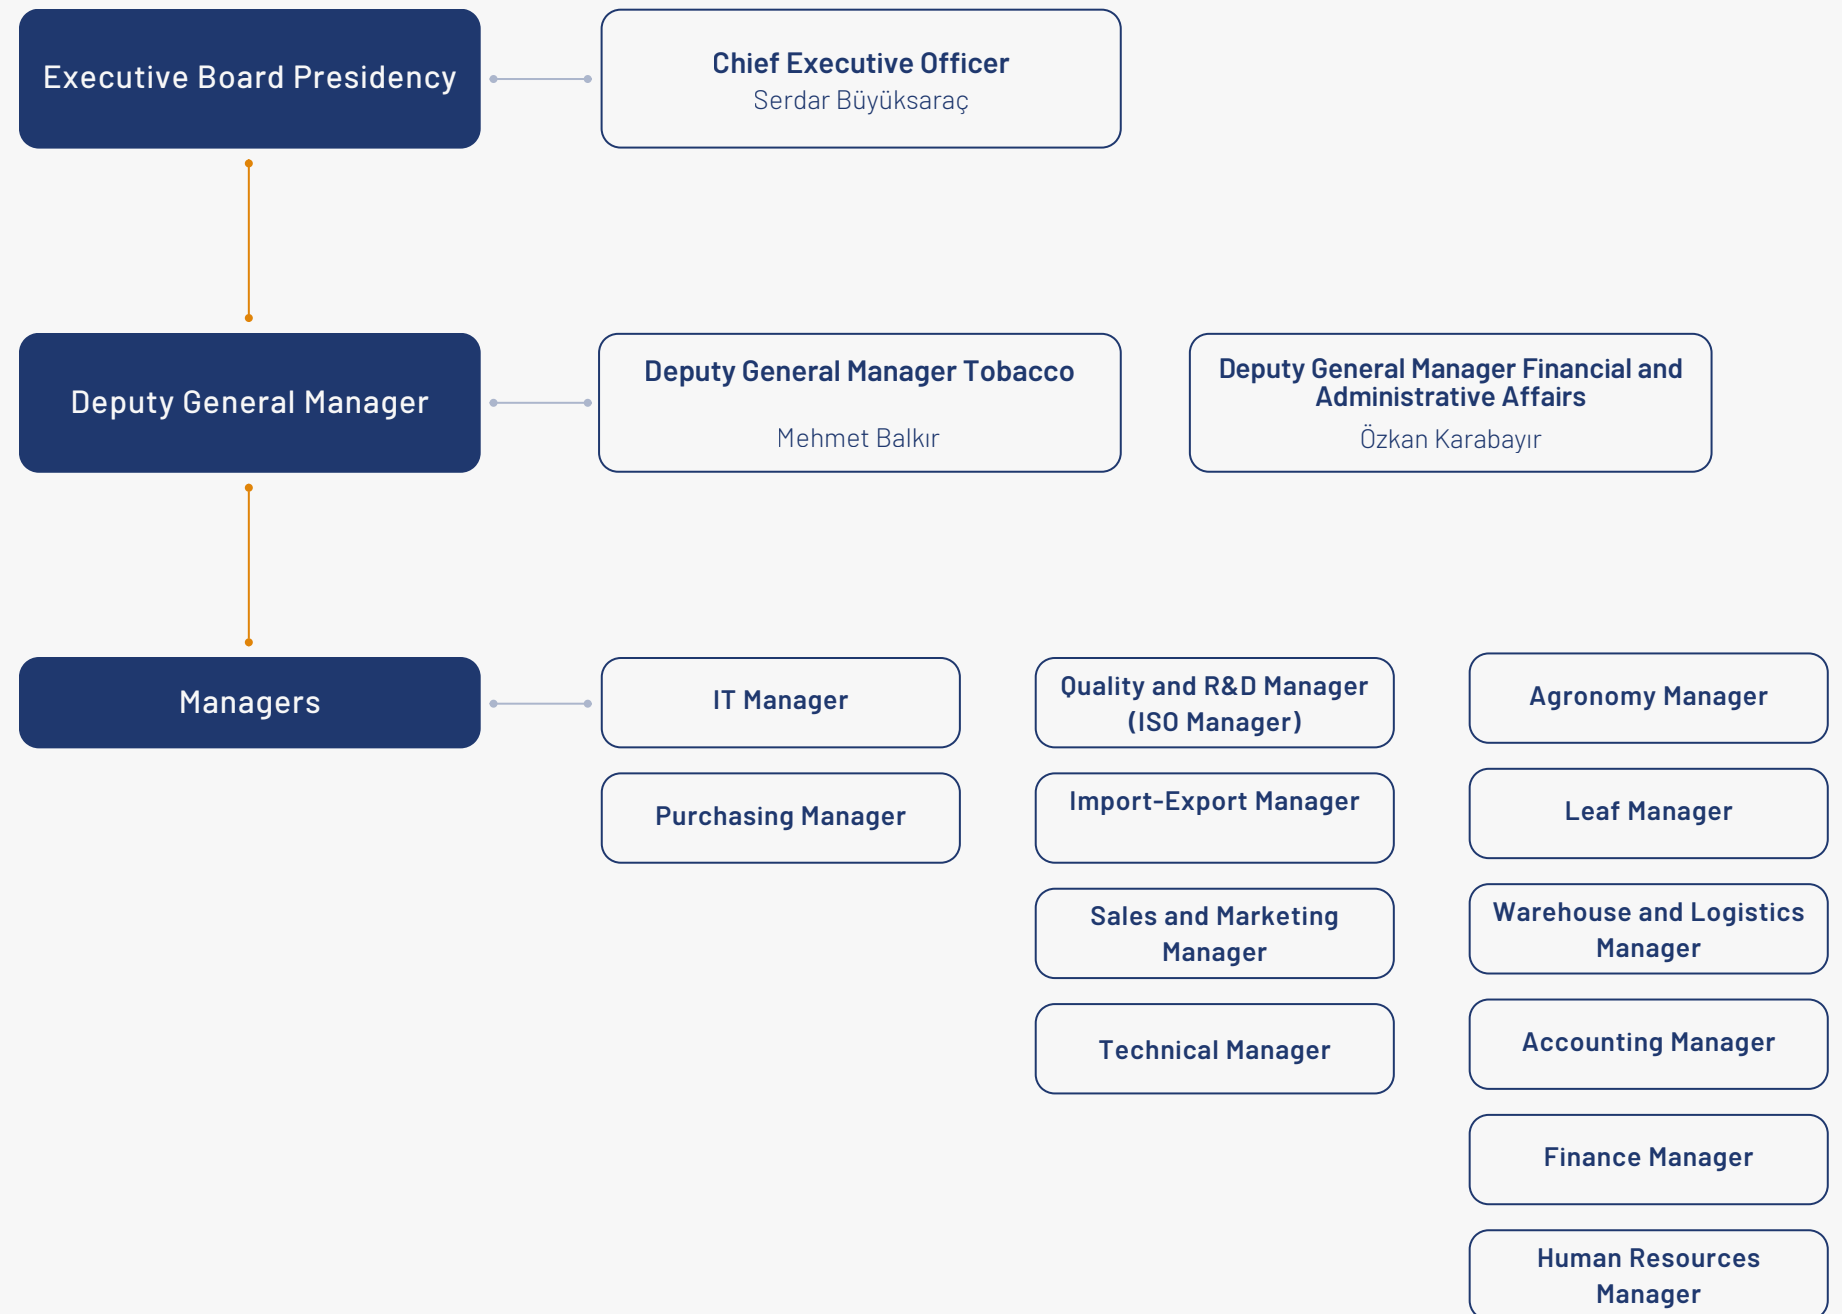 Executive Board Presidency
Chief Executive Officer
Serdar Büyüksaraç
Deputy General Manager
Deputy General Manager Tobacco
Mehmet Balkır
Deputy General Manager Financial and
Administrative Affairs
Özkan Karabayır
Managers
IT Manager
Purchasing Manager
Quality and R&D Manager
(ISO Manager)
Import-Export Manager
Sales and Marketing
Manager
Technical Manager
Agronomy Manager
Leaf Manager
Warehouse and Logistics
Manager
Accounting Manager
Finance Manager
Human Resources
Manager